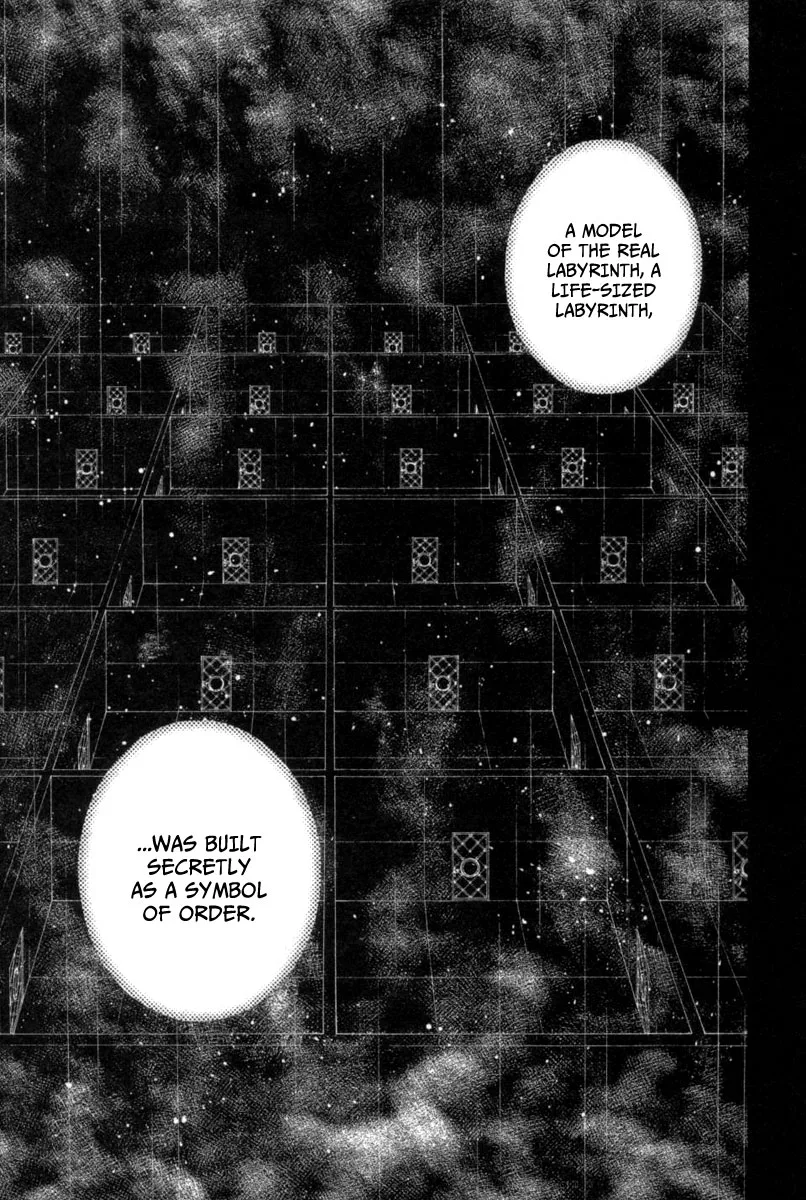 A MODEL
OF THE REAL
LABYRINTH, A
LIFE-SIZED
LABYRINTH,
...WAS BUILT
SECRETLY
AS A SYMBOL
OF ORDER.